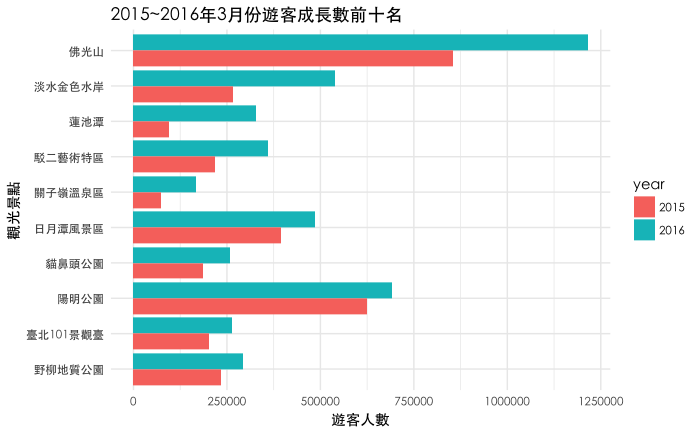 2015~2016年3月份遊客成長數前十名
觀光景點
佛光山
淡水金色水岸
蓮池潭
駁二藝術特區
關子嶺溫泉區
日月潭風景區
貓鼻頭公園
陽明公園
臺北101景觀臺
野柳地質公園
0 250000 500000 750000 1000000 1250000
遊客人數
year
2015
2016